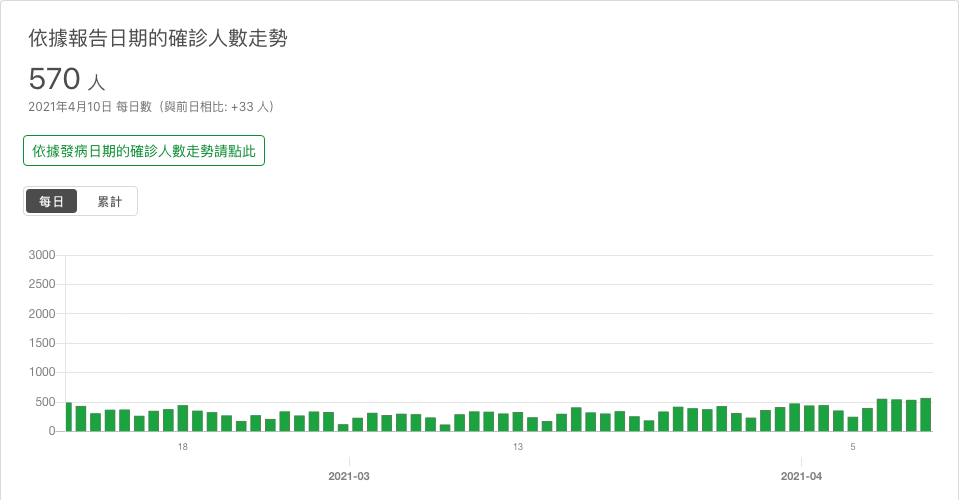 依據報告日期的確診人數走勢
570 人
2021年4月10日 每日數（與前日相比: +33 人）
依據發病日期的確診人數走勢請點此
每日 累計
3000
2500
2000
1500
1000
500
0
18 13 5
2021-03 2021-04